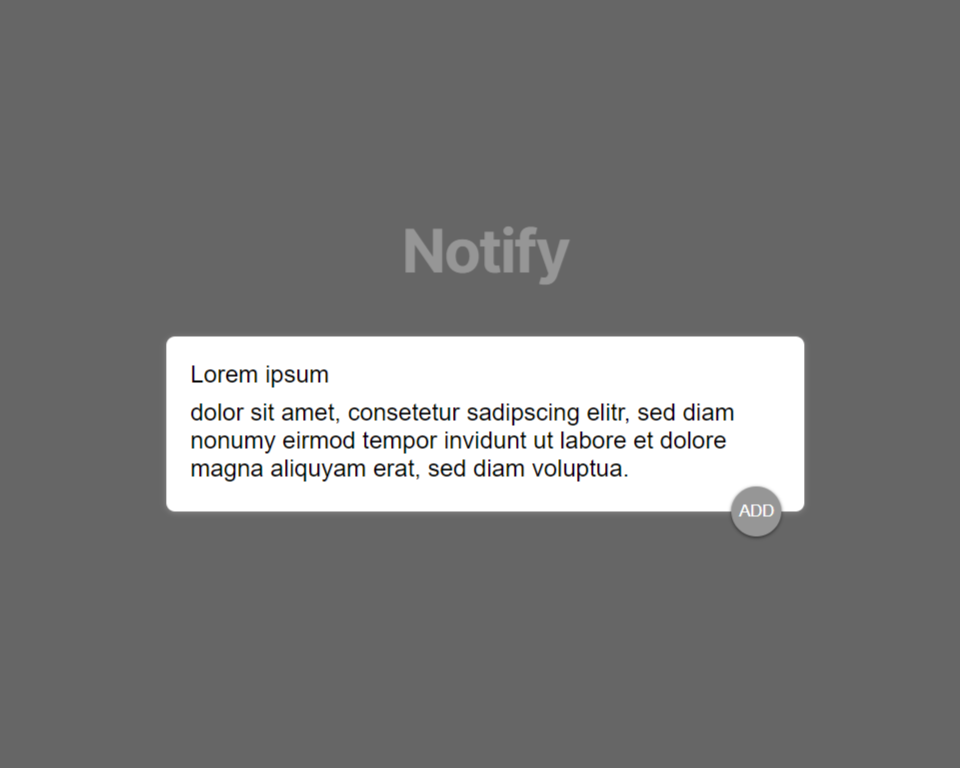 Notify
Lorem ipsum
dolor sit amet, consetetur sadipscing elitr, sed diam
nonumy eirmod tempor invidunt ut labore et dolore
magna aliquyam erat, sed diam voluptua.
ADD